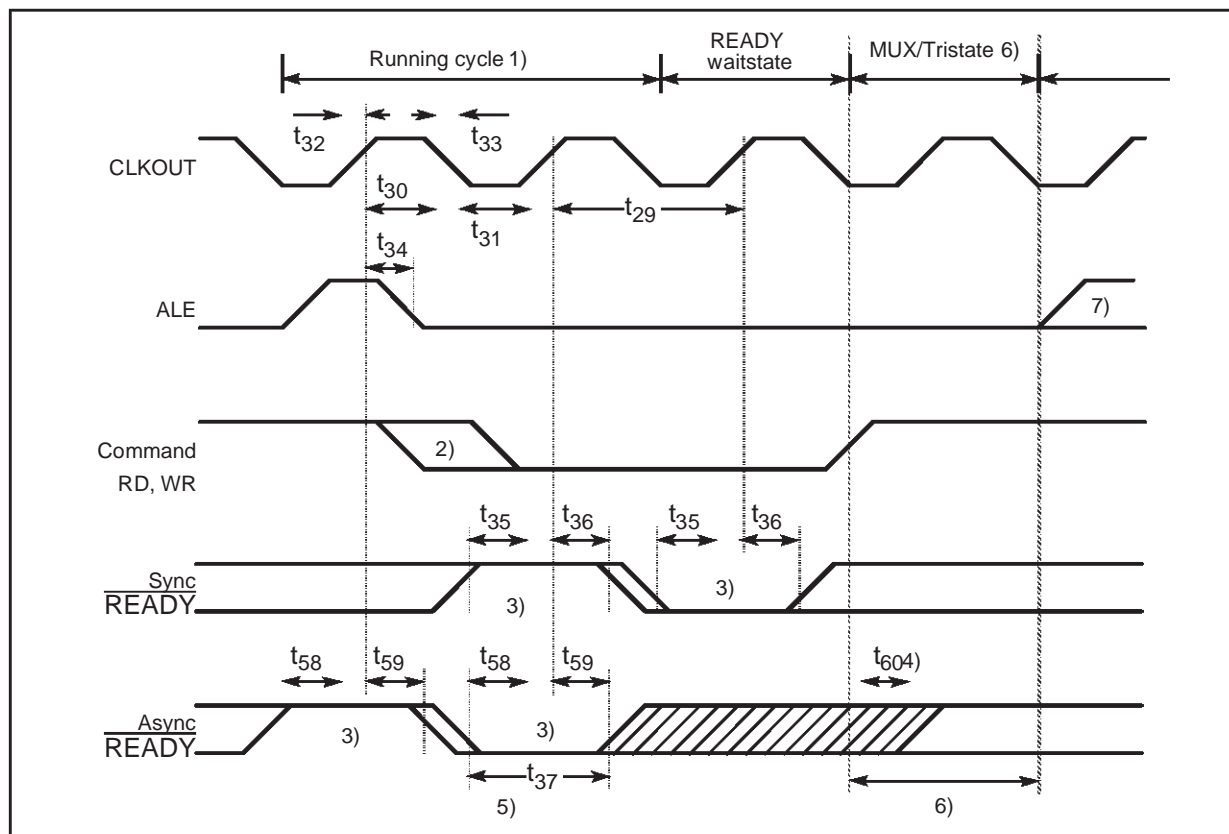 Running cycle 1)
READY
waitstate
MUX/Tristate 6)
t32
t33
CLKOUT
t30
t31
t29
t34
ALE
7)
Command
RD, WR
2)
t35
t36
t35
t36
Sync
READY
3)
3)
t58
t59
t58
t59
t604)
Async
READY
3)
3)
t37
5)
6)